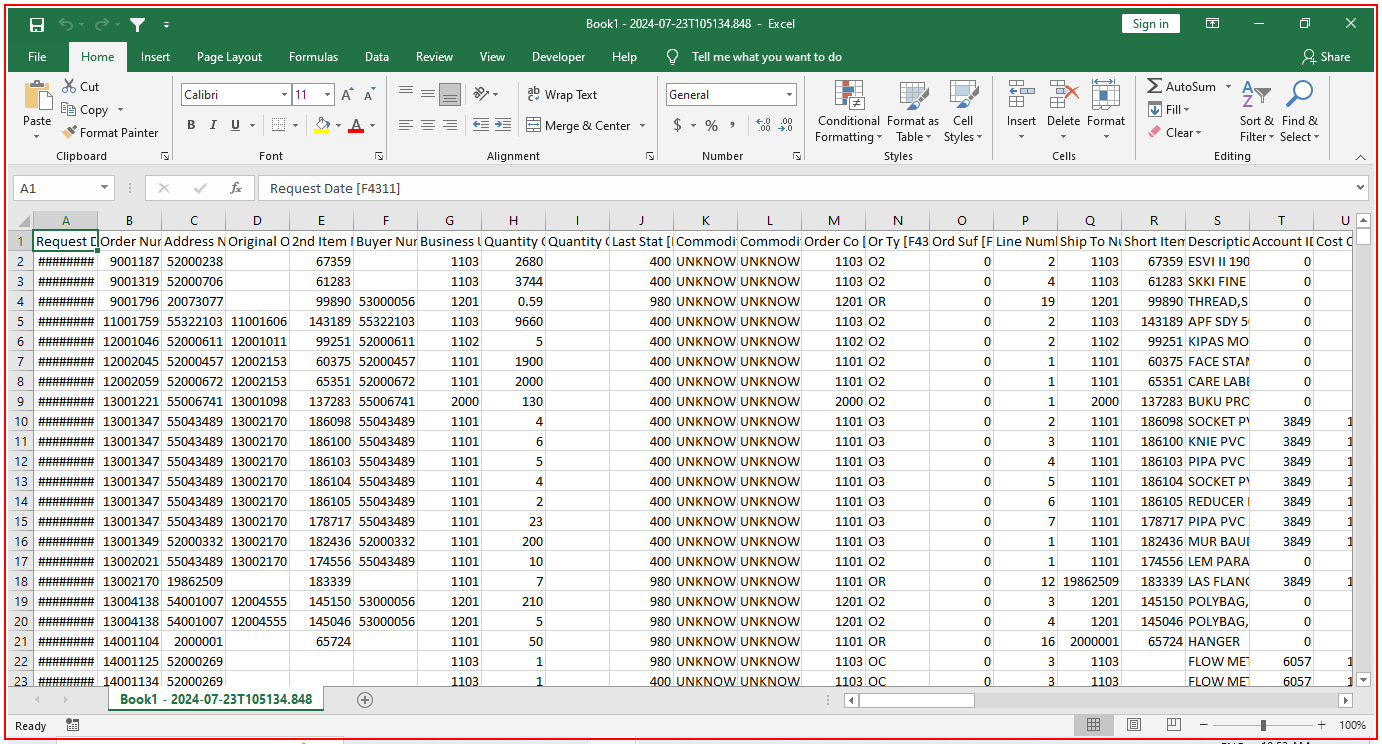 Book1 - 2024-07-23T105134.848 - Excel
Sign in
File Home Insert Page Layout Formulas Data Review View Developer Help Tell me what you want to do Share
Cut
Copy
Format Painter
Paste
Clipboard
Calibri 11
B I U A
Font
Wrap Text
Merge & Center
Alignment
General
$ % ,
Number
Conditional Formatting
Format as Table
Cell Styles
Styles
Insert Delete Format
Cells
AutoSum
Fill
Clear
Sort & Filter
Find & Select
Editing
A1 fx Request Date [F4311]
A B C D E F G H I J K L M N O P Q R S T U
1 Request D Order Nur Address N Original O 2nd Item Buyer Nur Business Quantity Quantity Last Stat Commodi Commodi Order Co Or Ty [F43 Ord Suf [F Line Numl Ship To Nu Short Item Descriptic Account ID Cost
2 ######## 9001187 52000238 67359 1103 2680 400 UNKNOW UNKNOW 1103 O2 0 2 1103 67359 ESVI II 190 0
3 ######## 9001319 52000706 61283 1103 3744 400 UNKNOW UNKNOW 1103 O2 0 4 1103 61283 SKKI FINE 0
4 ######## 9001796 20073077 99890 53000056 1201 0.59 980 UNKNOW UNKNOW 1201 OR 0 19 1201 99890 THREAD,S 0
5 ######## 11001759 55322103 11001606 143189 55322103 1103 9660 400 UNKNOW UNKNOW 1103 O2 0 2 1103 143189 APF SDY 5 0
6 ######## 12001046 52000611 12001011 99251 52000611 1102 5 400 UNKNOW UNKNOW 1102 O2 0 2 1102 99251 KIPAS MO 0
7 ######## 12002045 52000457 12002153 60375 52000457 1101 1900 400 UNKNOW UNKNOW 1101 O2 0 1 1101 60375 FACE STAN 0
8 ######## 12002059 52000672 12002153 65351 52000672 1101 2000 400 UNKNOW UNKNOW 1101 O2 0 1 1101 65351 CARE LABE 0
9 ######## 13001221 55006741 13001098 137283 55006741 2000 130 400 UNKNOW UNKNOW 2000 O2 0 1 2000 137283 BUKU PRO 0
10 ######## 13001347 55043489 13002170 186098 55043489 1101 4 400 UNKNOW UNKNOW 1101 O3 0 2 1101 186098 SOCKET PV 3849 1
11 ######## 13001347 55043489 13002170 186100 55043489 1101 6 400 UNKNOW UNKNOW 1101 O3 0 3 1101 186100 KNIE PVC 3849 1
12 ######## 13001347 55043489 13002170 186103 55043489 1101 5 400 UNKNOW UNKNOW 1101 O3 0 4 1101 186103 PIPA PVC 3849 1
13 ######## 13001347 55043489 13002170 186104 55043489 1101 4 400 UNKNOW UNKNOW 1101 O3 0 5 1101 186104 SOCKET PV 3849 1
14 ######## 13001347 55043489 13002170 186105 55043489 1101 2 400 UNKNOW UNKNOW 1101 O3 0 6 1101 186105 REDUCER 3849 1
15 ######## 13001347 55043489 13002170 178717 55043489 1101 23 400 UNKNOW UNKNOW 1101 O3 0 7 1101 178717 PIPA PVC 3849 1
16 ######## 13001349 52000332 13002170 182436 52000332 1101 200 400 UNKNOW UNKNOW 1101 O3 0 1 1101 182436 MUR BAU 3849 1
17 ######## 13002021 55043489 13002170 174556 55043489 1101 10 400 UNKNOW UNKNOW 1101 O2 0 1 1101 174556 LEM PARA 0
18 ######## 13002170 19862509 183339 1101 7 980 UNKNOW UNKNOW 1101 OR 0 12 19862509 183339 LAS FLANG 3849 1
19 ######## 13004138 54001007 12004555 145150 53000056 1201 210 980 UNKNOW UNKNOW 1201 O2 0 3 1201 145150 POLYBAG, 0
20 ######## 13004138 54001007 12004555 145046 53000056 1201 5 980 UNKNOW UNKNOW 1201 O2 0 4 1201 145046 POLYBAG, 0
21 ######## 14001104 2000001 65724 1101 50 980 UNKNOW UNKNOW 1101 OR 0 16 2000001 65724 HANGER 0
22 ######## 14001125 52000269 1103 1 980 UNKNOW UNKNOW 1103 OC 0 3 1103 FLOW MET 6057 1
23 ######## 14001134 52000269 1103 1 400 UNKNOW UNKNOW 1103 OC 0 3 1103 FLOW MET 6057 1
Book1 - 2024-07-23T105134.848
Ready 100%